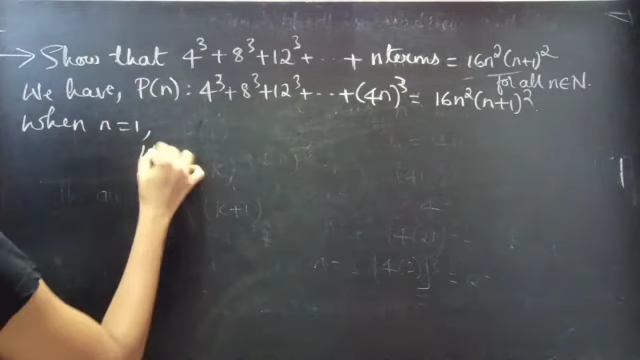 → Show that 4³ + 8³ + 12³ + ... + n terms = 16n²(n+1)²
for all n∈N.
We have, P(n) : 4³ + 8³ + 12³ + ... + (4n)³ = 16n²(n+1)².
When n = 1,